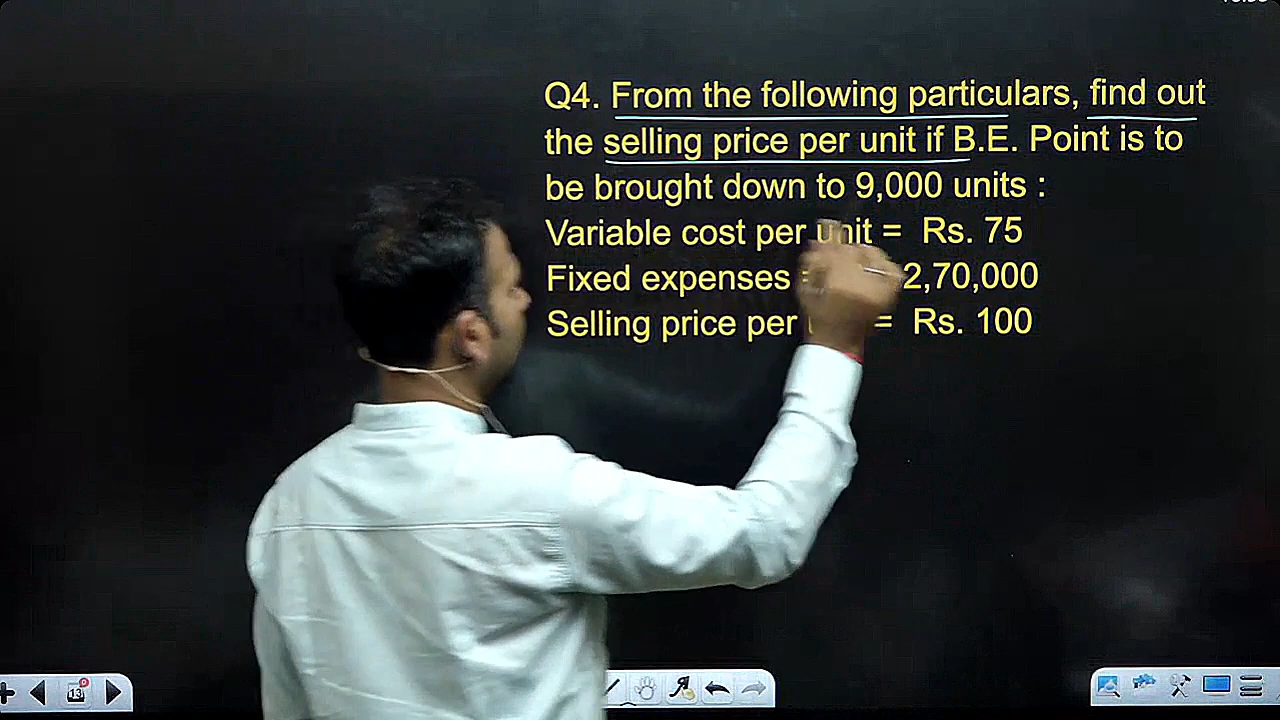 Q4. From the following particulars, find out
the selling price per unit if B.E. Point is to
be brought down to 9,000 units :
Variable cost per unit = Rs. 75
Fixed expenses = 2,70,000
Selling price per = Rs. 100
13